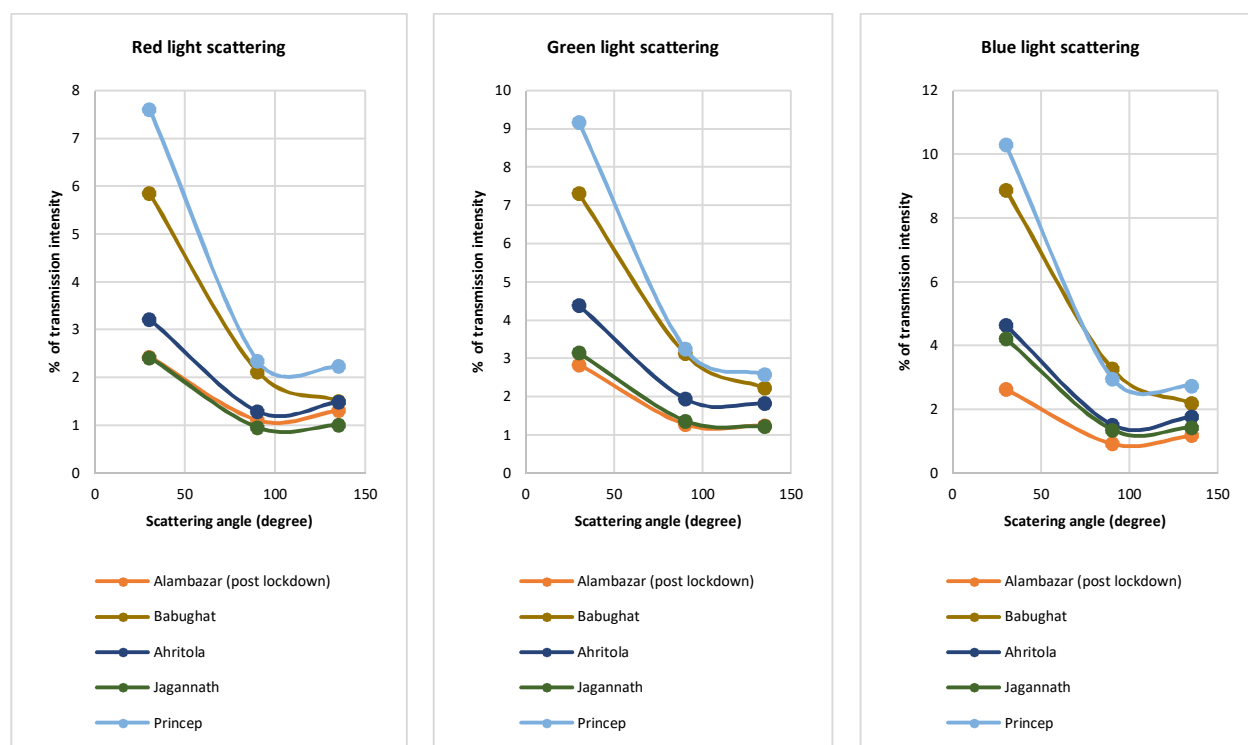 Red light scattering
8
7
6
5
4
3
2
1
0
% of transmission intensity
0 50 100 150
Scattering angle (degree)
Alambazar (post lockdown)
Babughat
Ahritola
Jagannath
Princep
Green light scattering
10
9
8
7
6
5
4
3
2
1
0
% of transmission intensity
0 50 100 150
Scattering angle (degree)
Alambazar (post lockdown)
Babughat
Ahritola
Jagannath
Princep
Blue light scattering
12
10
8
6
4
2
0
% of transmission intensity
0 50 100 150
Scattering angle (degree)
Alambazar (post lockdown)
Babughat
Ahritola
Jagannath
Princep